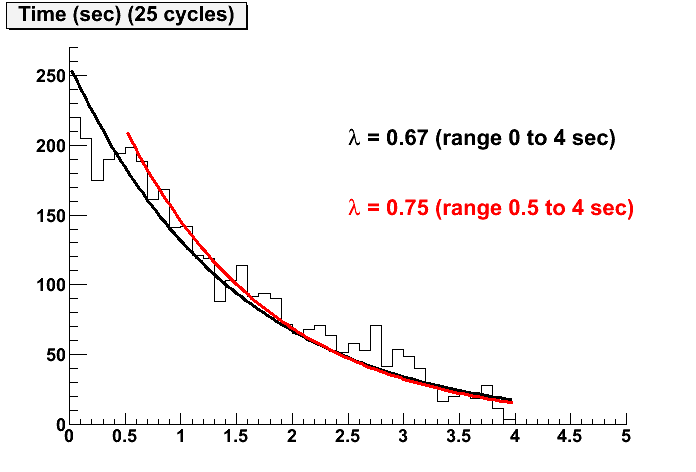 Time (sec) (25 cycles)
250
200
150
100
50
0
λ = 0.67 (range 0 to 4 sec)
λ = 0.75 (range 0.5 to 4 sec)
0 0.5 1 1.5 2 2.5 3 3.5 4 4.5 5